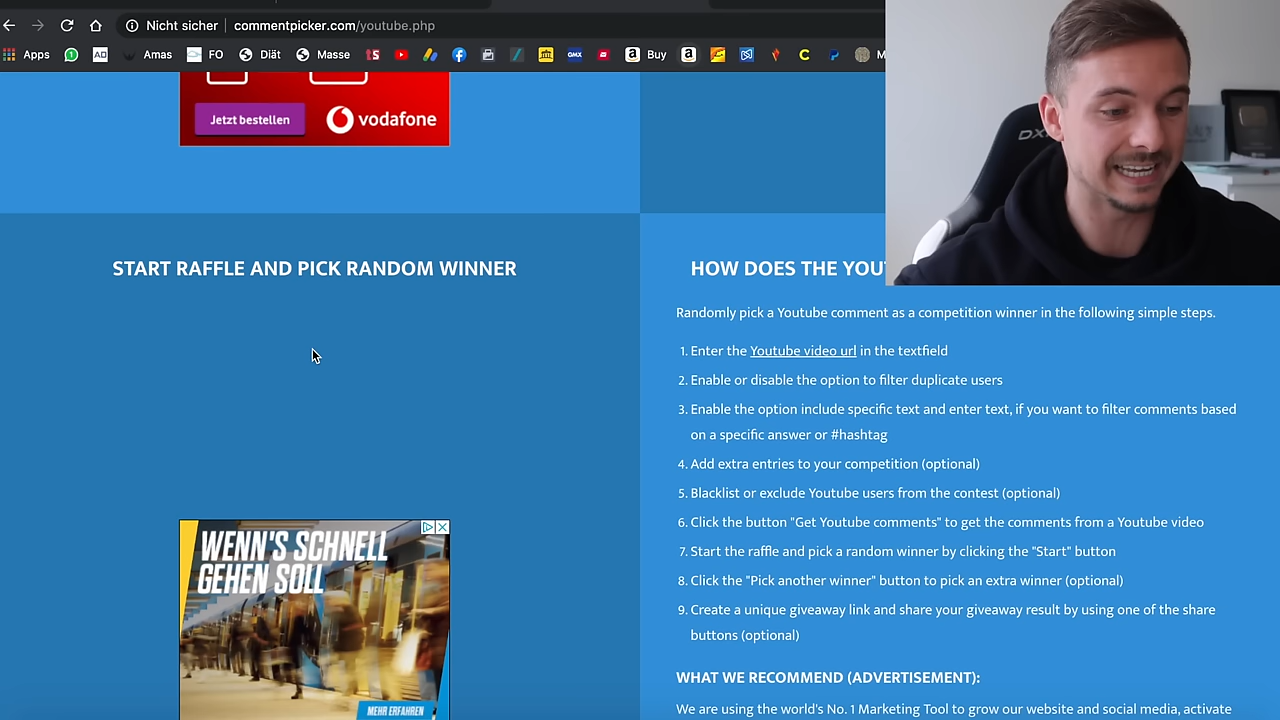 Nicht sicher
commentpicker.com/youtube.php
Apps
AD
Amas
FO
Diät
Masse
GMX
a
Buy
a
C
M
Jetzt bestellen
vodafone
DX
START RAFFLE AND PICK RANDOM WINNER
HOW DOES THE YOU
Randomly pick a Youtube comment as a competition winner in the following simple steps.
1. Enter the Youtube video url in the textfield
2. Enable or disable the option to filter duplicate users
3. Enable the option include specific text and enter text, if you want to filter comments based
on a specific answer or #hashtag
4. Add extra entries to your competition (optional)
5. Blacklist or exclude Youtube users from the contest (optional)
6. Click the button "Get Youtube comments" to get the comments from a Youtube video
7. Start the raffle and pick a random winner by clicking the "Start" button
8. Click the "Pick another winner" button to pick an extra winner (optional)
9. Create a unique giveaway link and share your giveaway result by using one of the share
buttons (optional)
WENN'S SCHNELL
GEHEN SOLL
MEHR ERFAHREN
WHAT WE RECOMMEND (ADVERTISEMENT):
We are using the world's No. 1 Marketing Tool to grow our website and social media, activate